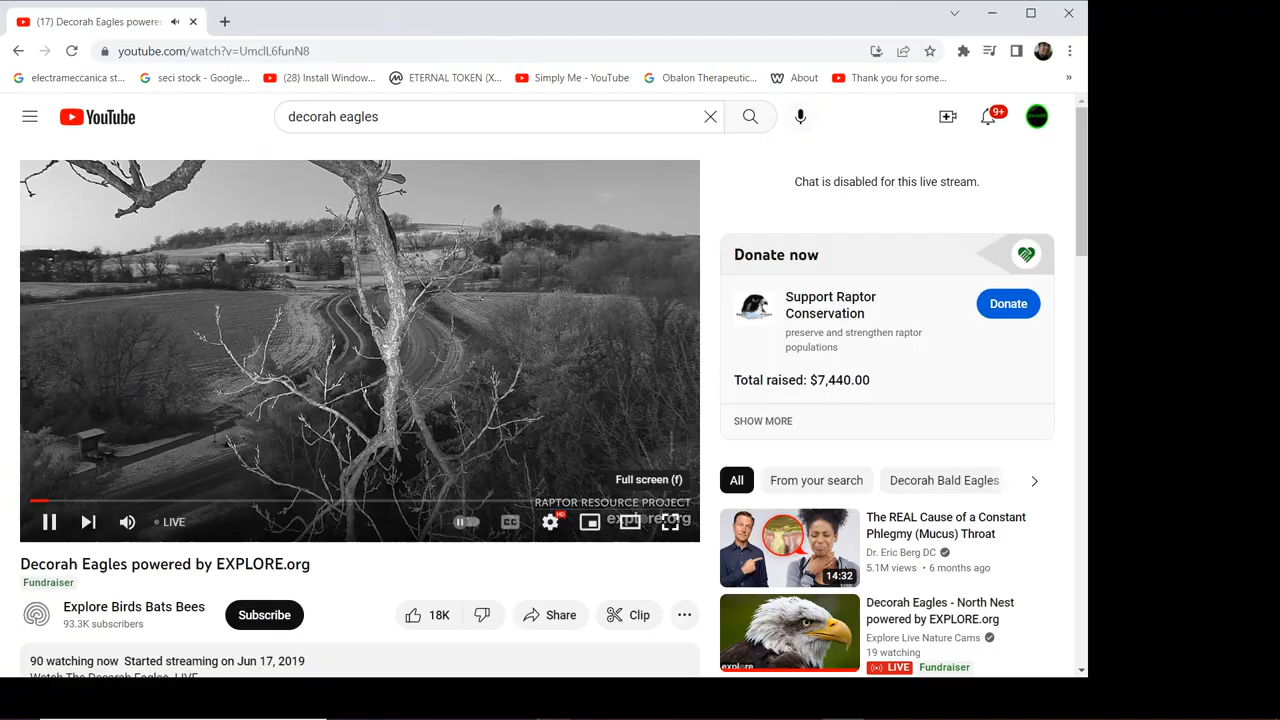 (17) Decorah Eagles powere
youtube.com/watch?v=UmclL6funN8
electrameccanica st...
seci stock - Google...
(28) Install Window...
ETERNAL TOKEN (X...
Simply Me - YouTube
Obalon Therapeutic...
About
Thank you for some...
»
YouTube
decorah eagles
9+
Chat is disabled for this live stream.
Donate now
Support Raptor
Conservation
Donate
preserve and strengthen raptor
populations
Total raised: $7,440.00
SHOW MORE
Full screen (f)
RAPTOR RESOURCE PROJECT
explore.org
LIVE
CC
HD
All
From your search
Decorah Bald Eagles
The REAL Cause of a Constant
Phlegmy (Mucus) Throat
Dr. Eric Berg DC
5.1M views • 6 months ago
14:32
Decorah Eagles powered by EXPLORE.org
Fundraiser
Explore Birds Bats Bees
93.3K subscribers
Subscribe
18K
Share
Clip
Decorah Eagles - North Nest
powered by EXPLORE.org
Explore Live Nature Cams
19 watching
LIVE
Fundraiser
explore
90 watching now Started streaming on Jun 17, 2019
Watch The Decorah Eagles, LIVE